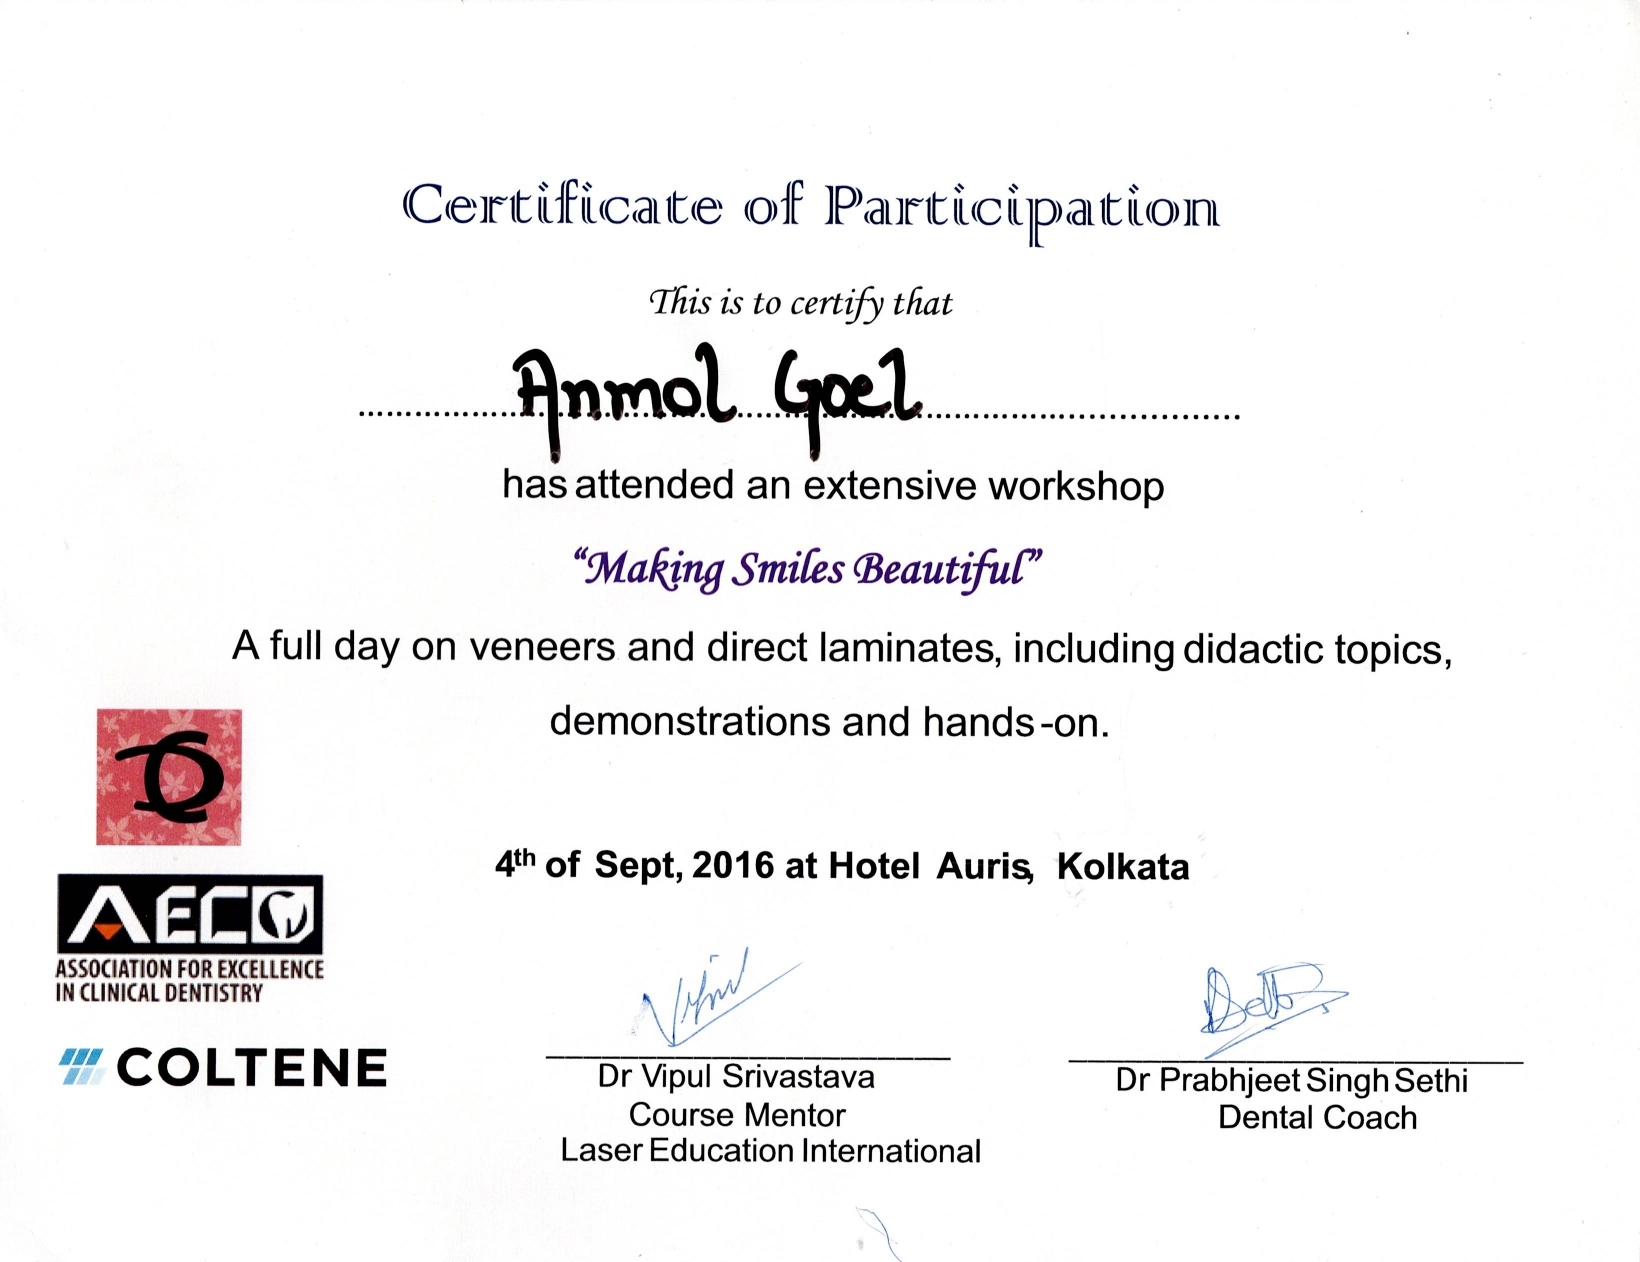 Certificate of Participation
This is to certify that
Anmol Goel
has attended an extensive workshop
“Making Smiles Beautiful”
A full day on veneers and direct laminates, including didactic topics,
demonstrations and hands-on.
4th of Sept, 2016 at Hotel Auris, Kolkata
AECD
ASSOCIATION FOR EXCELLENCE
IN CLINICAL DENTISTRY
COLTENE
Vipul
Sethi
Dr Vipul Srivastava
Course Mentor
Laser Education International
Dr Prabhjeet Singh Sethi
Dental Coach